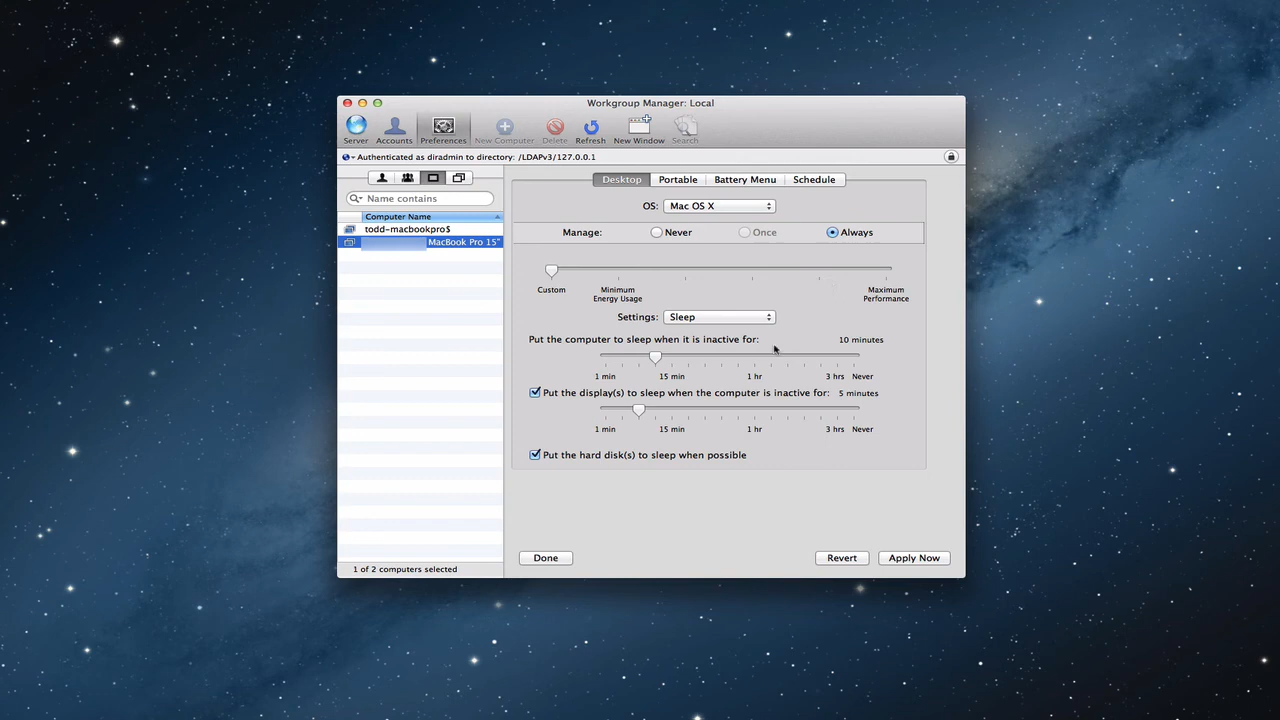 Workgroup Manager: Local
Server Accounts Preferences New Computer Delete Refresh New Window Search
Authenticated as diradmin to directory: /LDAPv3/127.0.0.1
Name contains
Computer Name
todd-macbookpro$
MacBook Pro 15"
1 of 2 computers selected
Desktop Portable Battery Menu Schedule
OS: Mac OS X
Manage: Never Once Always
Custom Minimum Energy Usage Maximum Performance
Settings: Sleep
Put the computer to sleep when it is inactive for: 10 minutes
1 min 15 min 1 hr 3 hrs Never
Put the display(s) to sleep when the computer is inactive for: 5 minutes
1 min 15 min 1 hr 3 hrs Never
Put the hard disk(s) to sleep when possible
Done Revert Apply Now